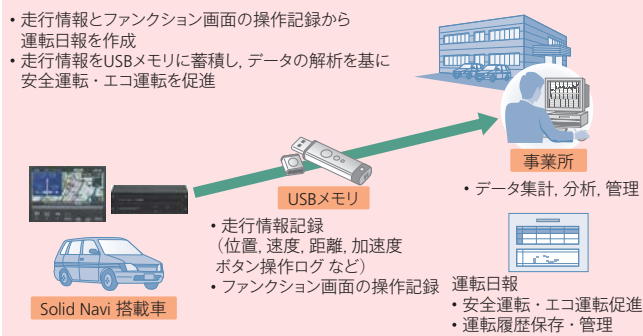 • 走行情報とファンクション画面の操作記録から
運転日報を作成
• 走行情報をUSBメモリに蓄積し, データの解析を基に
安全運転・エコ運転を促進
事業所
• データ集計, 分析, 管理
USBメモリ
• 走行情報記録
(位置, 速度, 距離, 加速度
ボタン操作ログ など)
• ファンクション画面の操作記録
Solid Navi 搭載車
運転日報
• 安全運転・エコ運転促進
• 運転履歴保存・管理